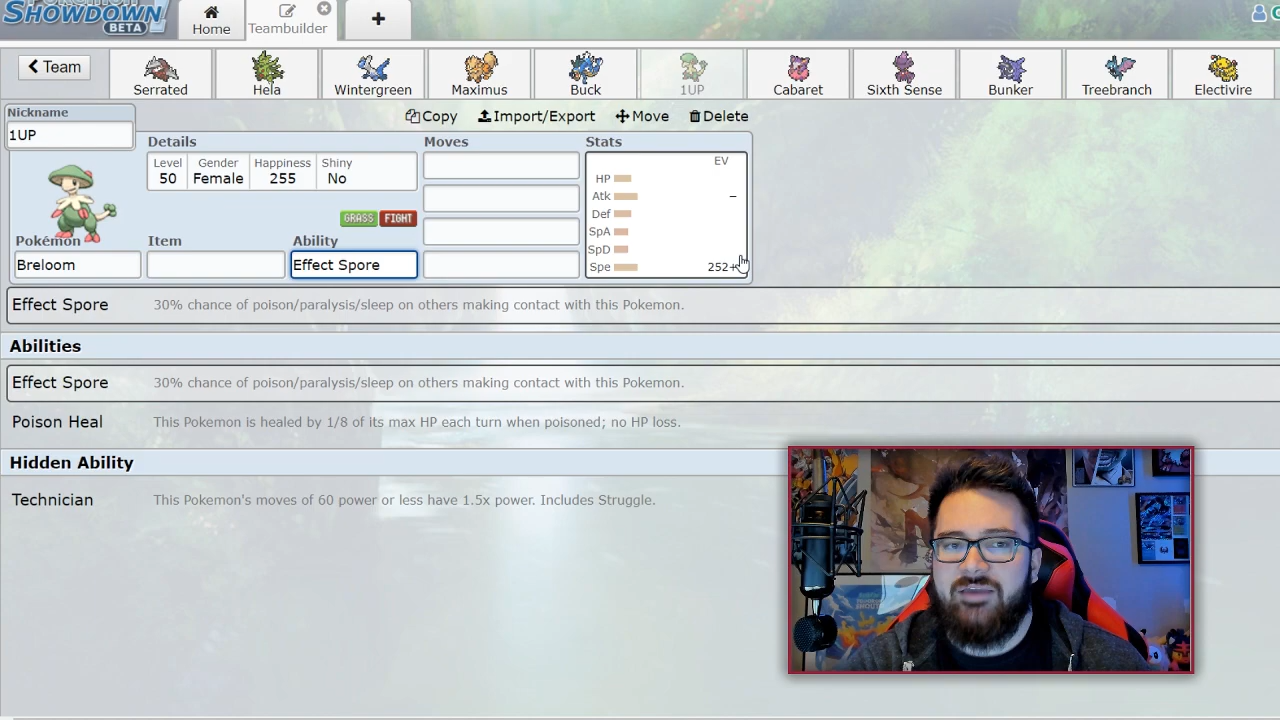 SHOWDOWN
BETA
Home
Teambuilder
+
Team
Serrated
Hela
Wintergreen
Maximus
Buck
1UP
Cabaret
Sixth Sense
Bunker
Treebranch
Electivire
Nickname
1UP
Copy Import/Export Move Delete
Details
Level Gender Happiness Shiny
50 Female 255 No
GRASS FIGHT
Pokémon Item Ability
Breloom Effect Spore
Moves
Stats
EV
HP
Atk –
Def
SpA
SpD
Spe 252+
Effect Spore 30% chance of poison/paralysis/sleep on others making contact with this Pokemon.
Abilities
Effect Spore 30% chance of poison/paralysis/sleep on others making contact with this Pokemon.
Poison Heal This Pokemon is healed by 1/8 of its max HP each turn when poisoned; no HP loss.
Hidden Ability
Technician This Pokemon's moves of 60 power or less have 1.5x power. Includes Struggle.